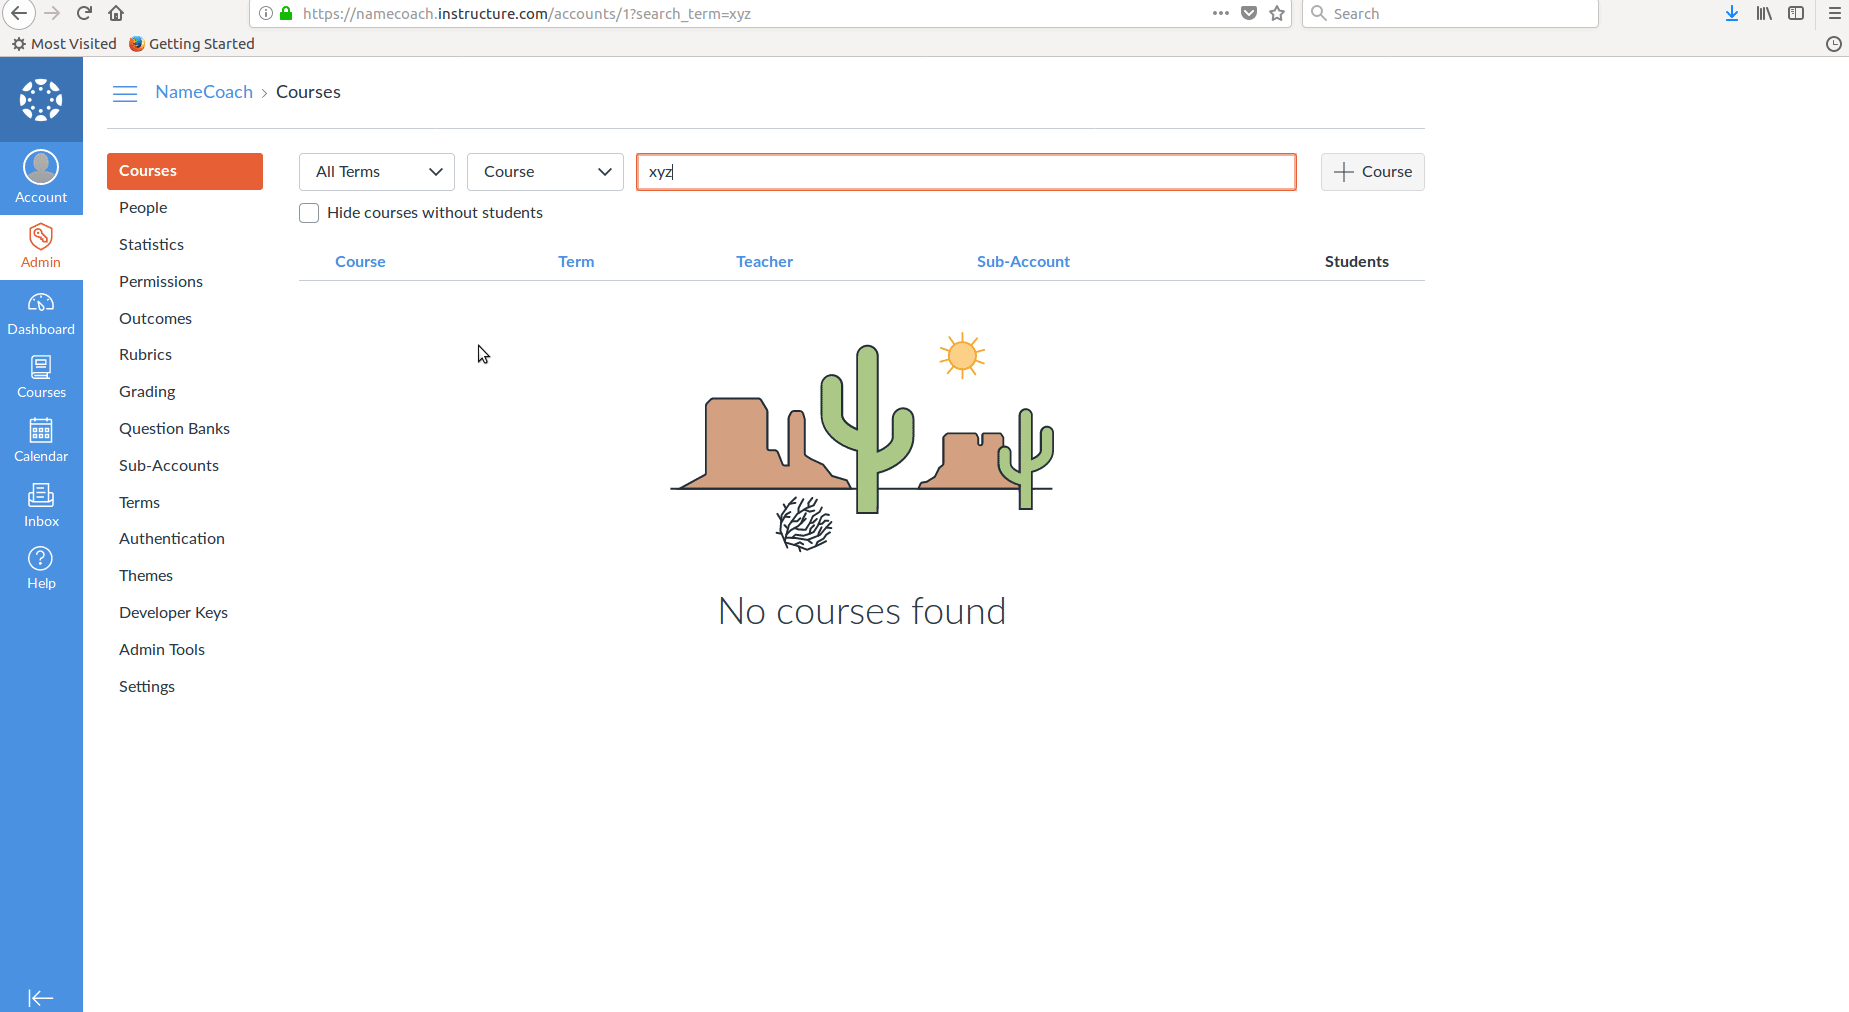 https://namecoach.instructure.com/accounts/1?search_term=xyz
Search
Most Visited
Getting Started
NameCoach > Courses
Account
Admin
Dashboard
Courses
Calendar
Inbox
? Help
Courses
People
Statistics
Permissions
Outcomes
Rubrics
Grading
Question Banks
Sub-Accounts
Terms
Authentication
Themes
Developer Keys
Admin Tools
Settings
All Terms
Course
xyz
Course
Hide courses without students
Course Term Teacher Sub-Account Students
No courses found